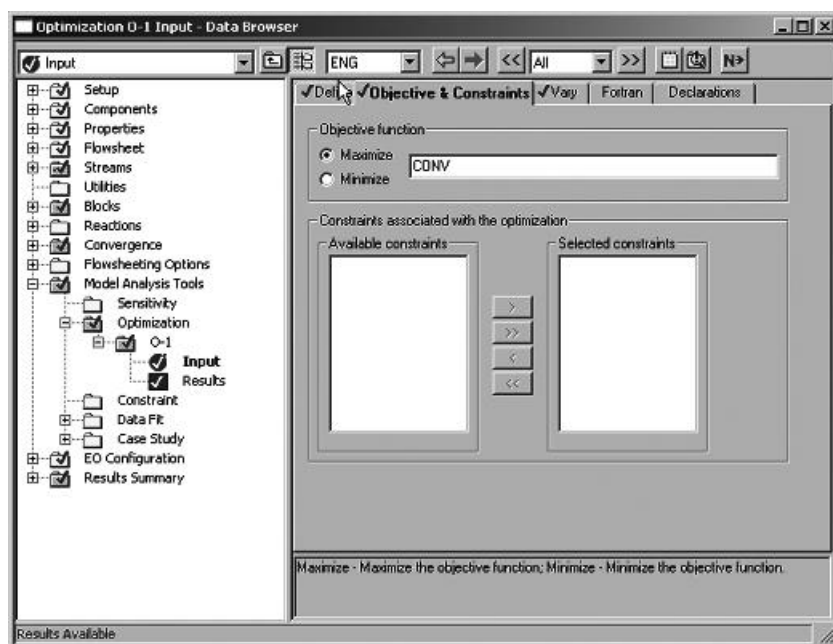 Optimization O-1 Input - Data Browser
Input
ENG
<<
All
>>
N>
Setup
Components
Properties
Flowsheet
Streams
Utilities
Blocks
Reactions
Convergence
Flowsheeting Options
Model Analysis Tools
Sensitivity
Optimization
O-1
Input
Results
Constraint
Data Fit
Case Study
EO Configuration
Results Summary
Objective & Constraints
Vary
Fortran
Declarations
Objective function
Maximize
CONV
Minimize
Constraints associated with the optimization
Available constraints
Selected constraints
>
>>
<
<<
Maximize - Maximize the objective function; Minimize - Minimize the objective function.
Results Available